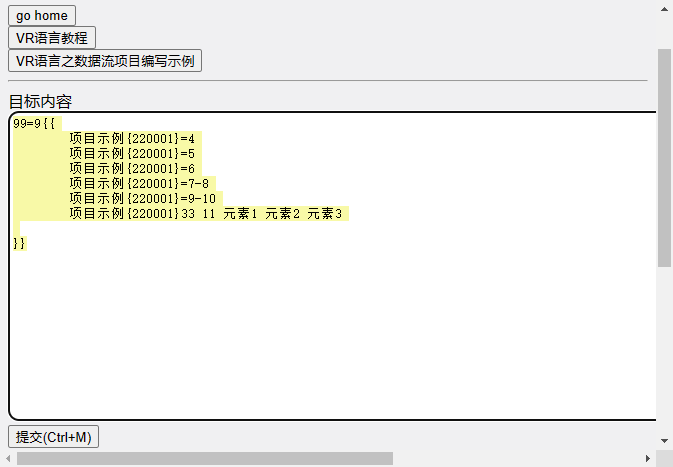 go home
VR语言教程
VR语言之数据流项目编写示例
目标内容
99=9{{
项目示例{220001}=4
项目示例{220001}=5
项目示例{220001}=6
项目示例{220001}=7-8
项目示例{220001}=9-10
项目示例{220001}33 11 元素1 元素2 元素3
}}
提交(Ctrl+M)